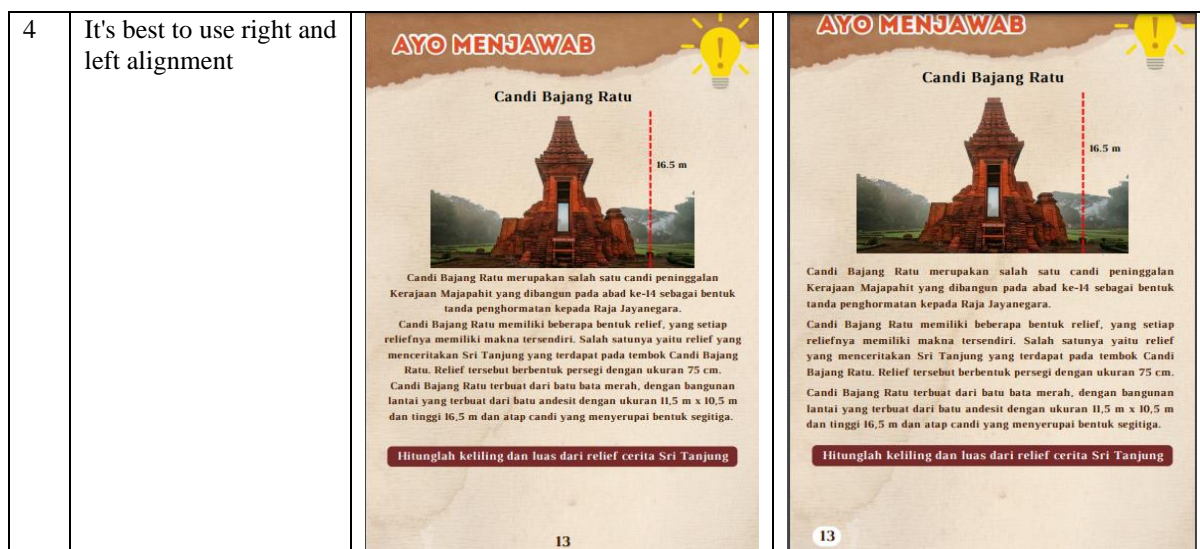 4
It's best to use right and
left alignment
AYO MENJAWAB
Candi Bajang Ratu
16.5 m
Candi Bajang Ratu merupakan salah satu candi peninggalan
Kerajaan Majapahit yang dibangun pada abad ke-14 sebagai bentuk
tanda penghormatan kepada Raja Jayanegara.
Candi Bajang Ratu memiliki beberapa bentuk relief, yang setiap
reliefnya memiliki makna tersendiri. Salah satunya yaitu relief yang
menceritakan Sri Tanjung yang terdapat pada tembok Candi Bajang
Ratu. Relief tersebut berbentuk persegi dengan ukuran 75 cm.
Candi Bajang Ratu terbuat dari batu bata merah, dengan bangunan
lantai yang terbuat dari batu andesit dengan ukuran 11,5 m x 10,5 m
dan tinggi 16,5 m dan atap candi yang menyerupai bentuk segitiga.
Hitunglah keliling dan luas dari relief cerita Sri Tanjung
13
AYO MENJAWAB
Candi Bajang Ratu
16.5 m
Candi Bajang Ratu merupakan salah satu candi peninggalan
Kerajaan Majapahit yang dibangun pada abad ke-14 sebagai bentuk
tanda penghormatan kepada Raja Jayanegara.
Candi Bajang Ratu memiliki beberapa bentuk relief, yang setiap
reliefnya memiliki makna tersendiri. Salah satunya yaitu relief
yang menceritakan Sri Tanjung yang terdapat pada tembok Candi
Bajang Ratu. Relief tersebut berbentuk persegi dengan ukuran 75 cm.
Candi Bajang Ratu terbuat dari batu bata merah, dengan bangunan
lantai yang terbuat dari batu andesit dengan ukuran 11,5 m x 10,5 m
dan tinggi 16,5 m dan atap candi yang menyerupai bentuk segitiga.
Hitunglah keliling dan luas dari relief cerita Sri Tanjung
13